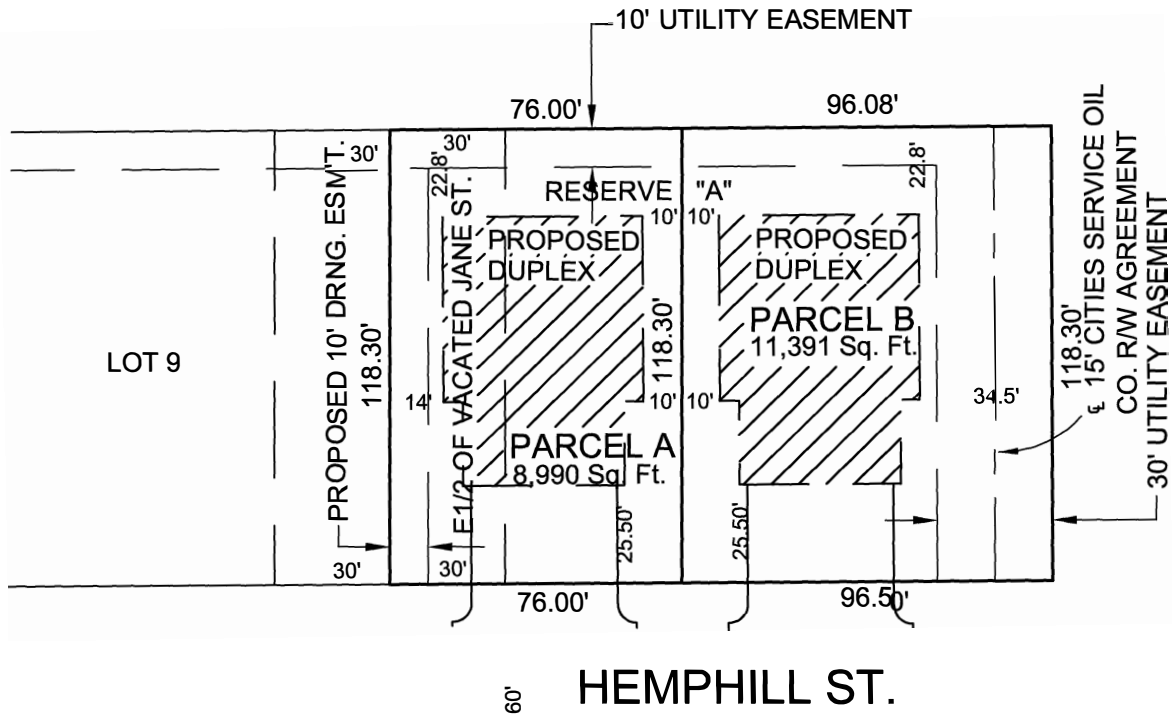 10' UTILITY EASEMENT
76.00'
96.08'
30'
30'
22.8'
22.8'
RESERVE "A"
10' 10'
PROPOSED
DUPLEX
PROPOSED
DUPLEX
PROPOSED 10' DRNG. ESM'T.
E1/2 OF VACATED JANE ST.
LOT 9
118.30'
118.30'
118.30'
PARCEL B
11,391 Sq. Ft.
14'
10' 10'
34.5'
PARCEL A
8,990 Sq. Ft.
℄ 15' CITIES SERVICE OIL
CO. R/W AGREEMENT
30' UTILITY EASEMENT
25.50'
25.50'
30'
30'
76.00'
96.50'
60'
HEMPHILL ST.